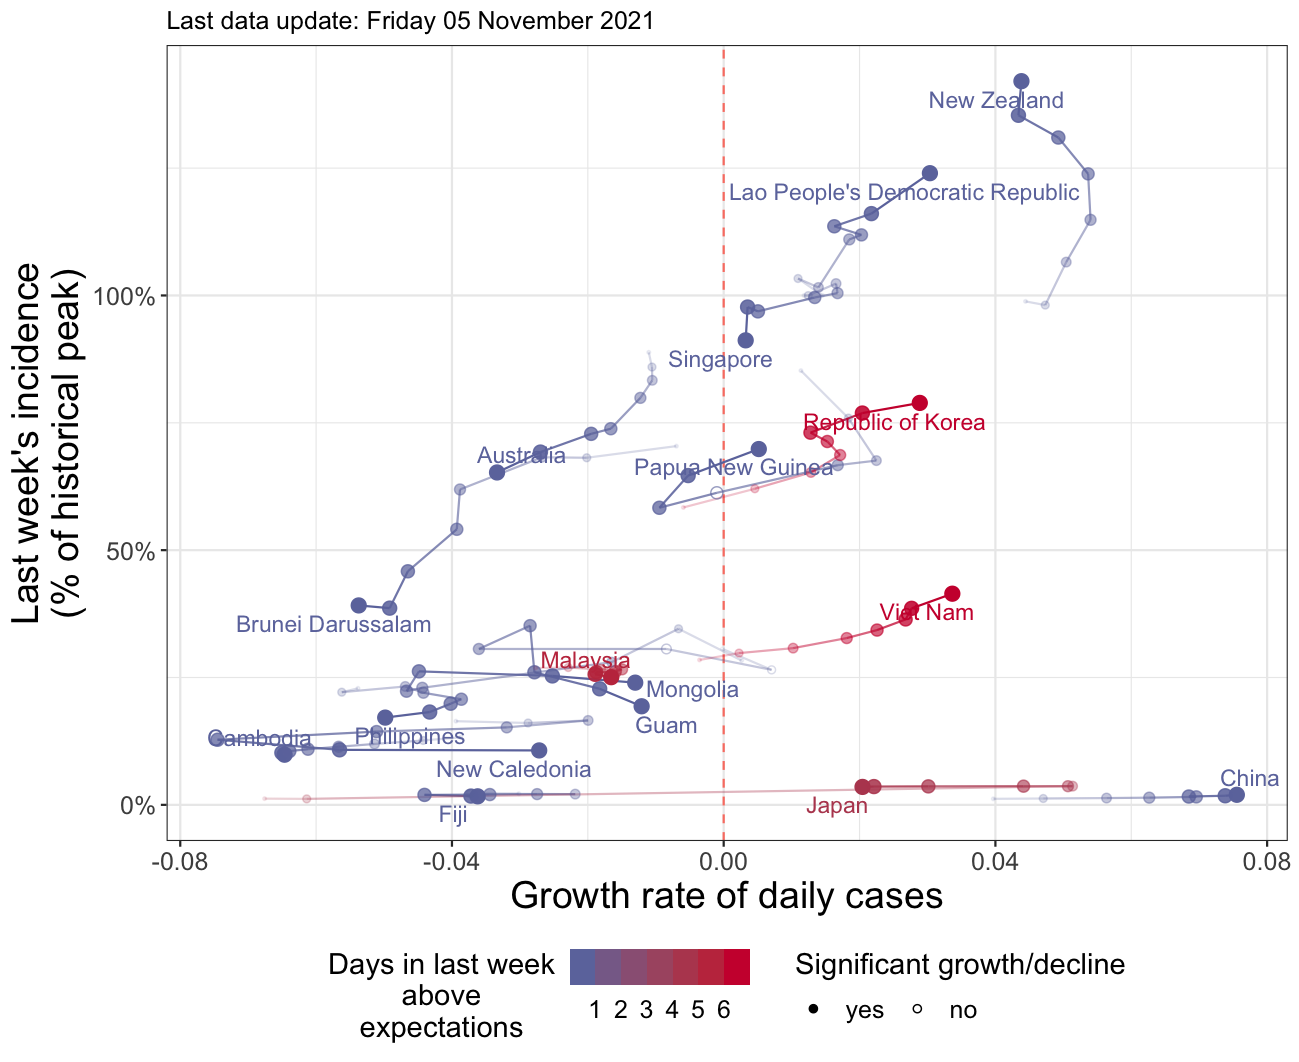 Last data update: Friday 05 November 2021
Last week's incidence
(% of historical peak)
100%
50%
0%
New Zealand
Lao People's Democratic Republic
Singapore
Republic of Korea
Australia
Papua New Guinea
Viet Nam
Brunei Darussalam
Malaysia
Mongolia
Guam
Cambodia
Philippines
New Caledonia
China
Japan
Fiji
-0.08
-0.04
0.00
0.04
0.08
Growth rate of daily cases
Days in last week
above
expectations
1 2 3 4 5 6
Significant growth/decline
yes
no